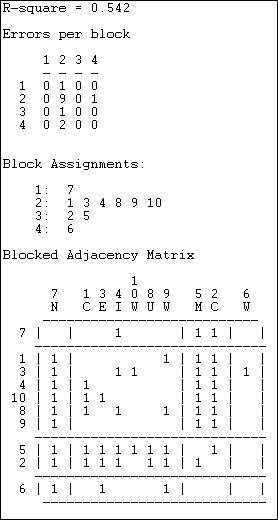 R-square = 0.542
Errors per block
1 2 3 4
- - - -
1 0 1 0 0
2 0 9 0 1
3 0 1 0 0
4 0 2 0 0
Block Assignments:
1: 7
2: 1 3 4 8 9 10
3: 2 5
4: 6
Blocked Adjacency Matrix
1
7 1 3 4 0 8 9 5 2 6
N C E I W U W M C W
7 | | 1 | 1 1 | |
1 | 1 | 1 | 1 1 | |
3 | 1 | 1 1 | 1 1 | 1 |
4 | 1 | 1 | 1 1 | |
10 | 1 | 1 1 | 1 1 | |
8 | 1 | 1 1 1 | 1 1 | |
9 | 1 | | 1 1 | |
5 | 1 | 1 1 1 1 1 1 | 1 | |
2 | 1 | 1 1 1 1 1 | 1 | |
6 | 1 | 1 1 | | |